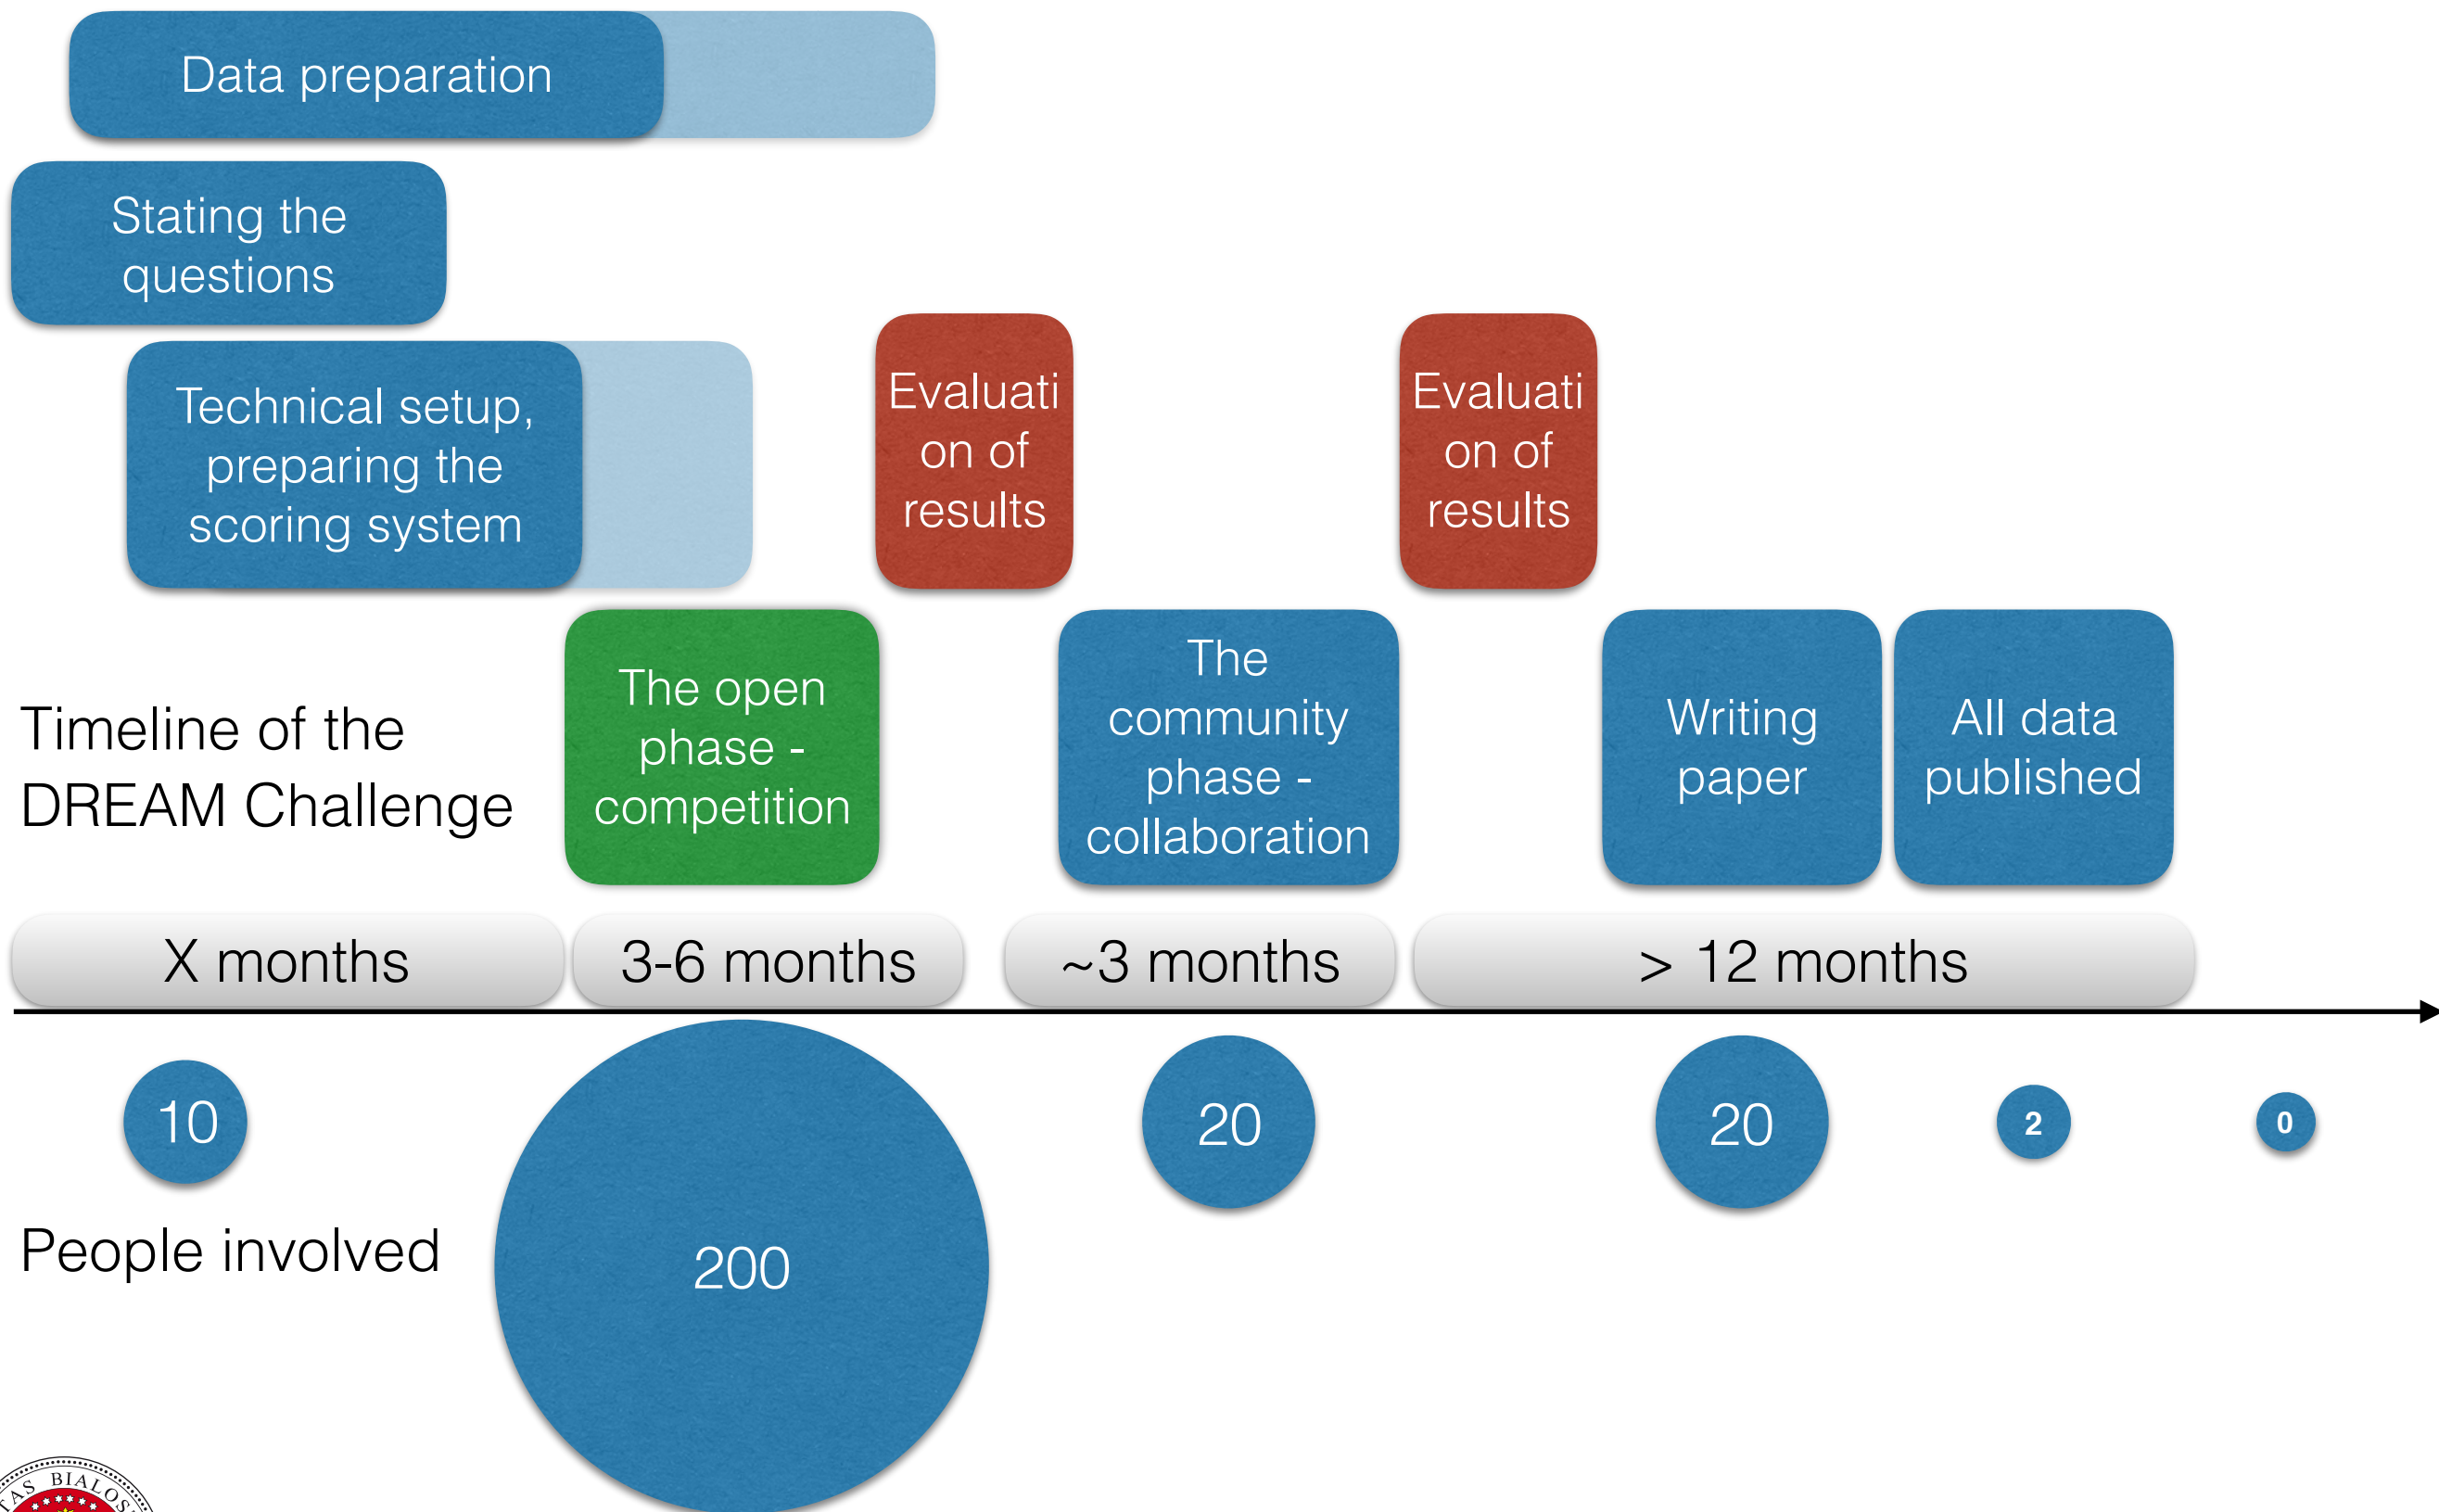 Data preparation
Stating the
questions
Technical setup,
preparing the
scoring system
Evaluati
on of
results
Evaluati
on of
results
Timeline of the
DREAM Challenge
The open
phase -
competition
The
community
phase -
collaboration
Writing
paper
All data
published
X months
3-6 months
~3 months
> 12 months
10
200
20
20
2
0
People involved